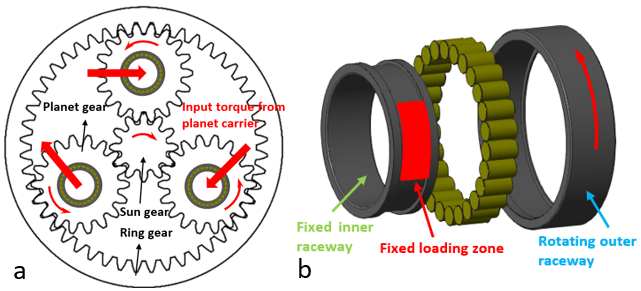 Planet gear
Input torque from
planet carrier
Sun gear
Ring gear
a
Fixed inner
raceway
Fixed loading zone
Rotating outer
raceway
b